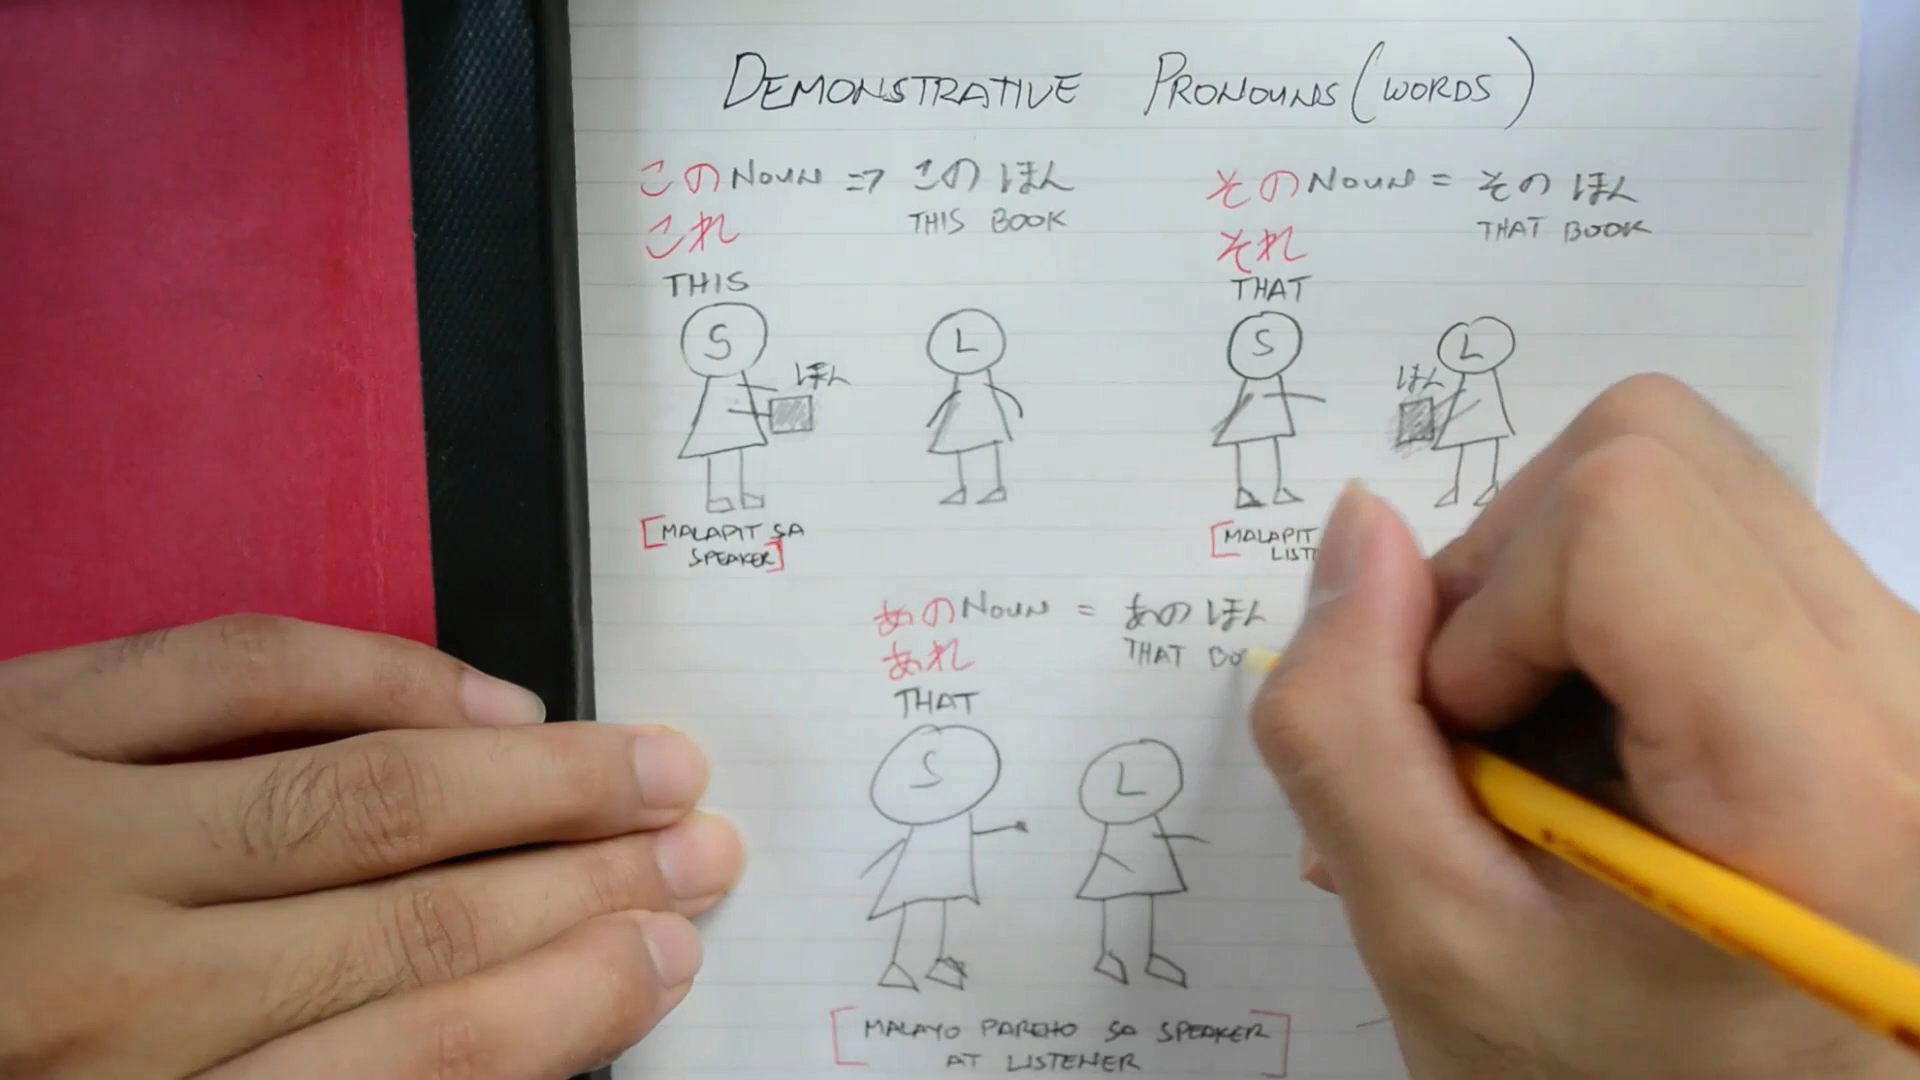 DEMONSTRATIVE PRONOUNS (WORDS)
このNOUN => このほん
THIS BOOK
これ
THIS
S
ほん
L
[MALAPIT SA
SPEAKER]
そのNOUN = そのほん
THAT BOOK
それ
THAT
S
ほん
L
[MALAPIT
あのNOUN = あのほん
THAT
あれ
THAT
S
L
[MALAYO PAREHO SA SPEAKER
AT LISTENER]